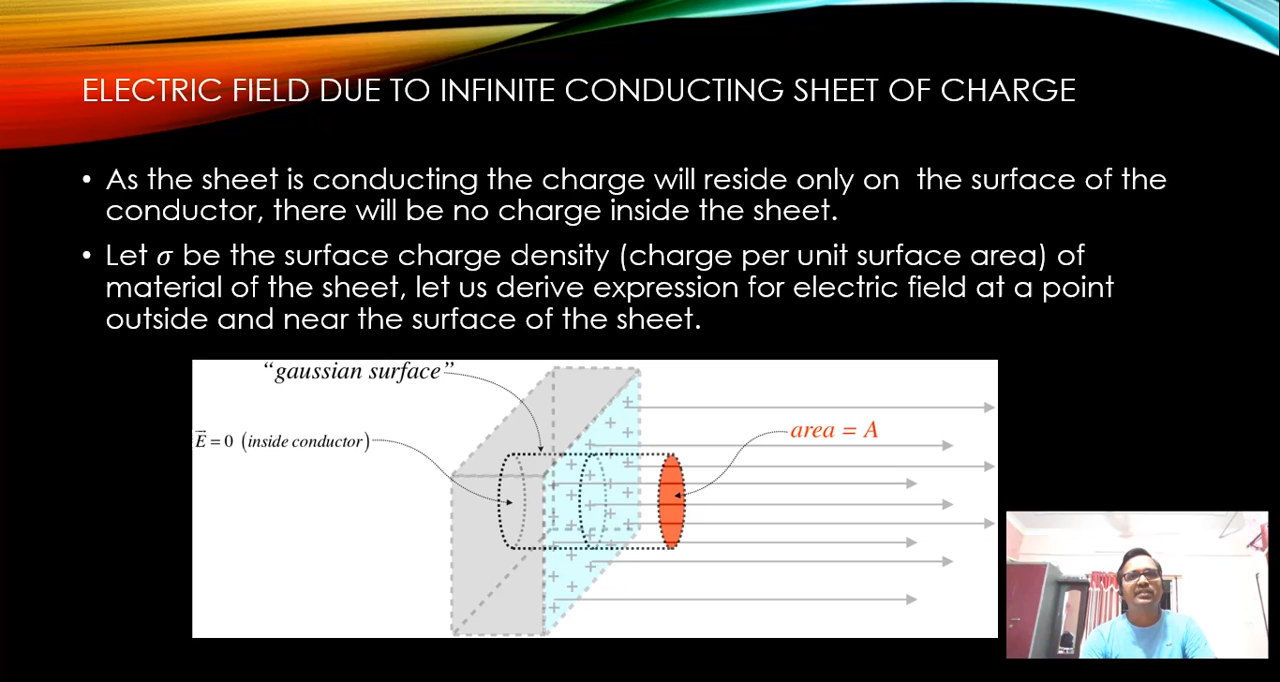 ELECTRIC FIELD DUE TO INFINITE CONDUCTING SHEET OF CHARGE
• As the sheet is conducting the charge will reside only on the surface of the
conductor, there will be no charge inside the sheet.
• Let σ be the surface charge density (charge per unit surface area) of
material of the sheet, let us derive expression for electric field at a point
outside and near the surface of the sheet.
“gaussian surface”
E⃗ = 0 (inside conductor)
area = A